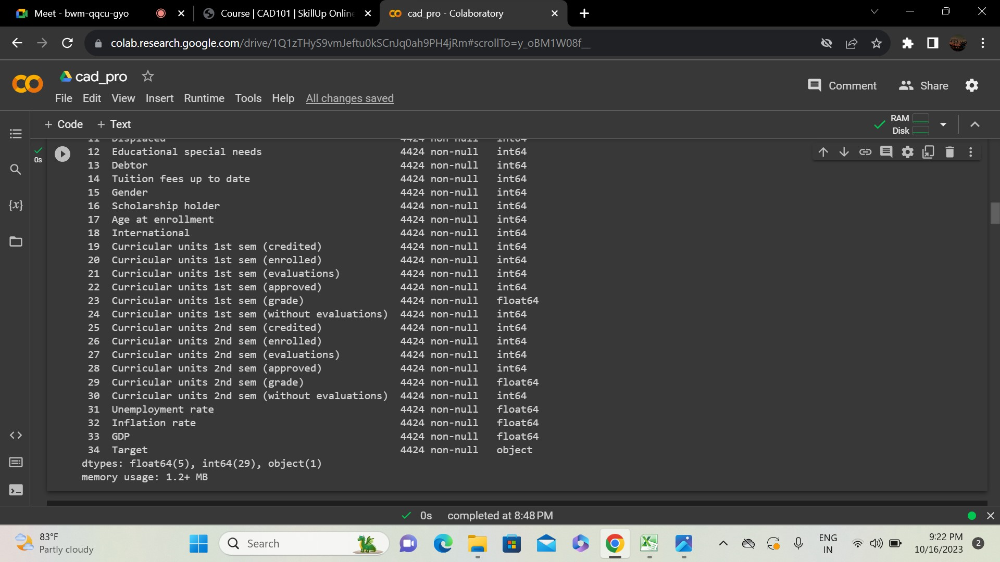 Meet - bwm-qqcu-gyo
Course | CAD101 | SkillUp Online
cad_pro - Colaboratory
colab.research.google.com/drive/1Q1zTHyS9vmJeftu0kSCnJq0ah9PH4jRm#scrollTo=y_oBM1W08f__
cad_pro
Comment
Share
File Edit View Insert Runtime Tools Help All changes saved
+ Code + Text
RAM
Disk
11 Displaced 4424 non-null int64
0s
12 Educational special needs 4424 non-null int64
13 Debtor 4424 non-null int64
14 Tuition fees up to date 4424 non-null int64
15 Gender 4424 non-null int64
16 Scholarship holder 4424 non-null int64
17 Age at enrollment 4424 non-null int64
18 International 4424 non-null int64
19 Curricular units 1st sem (credited) 4424 non-null int64
20 Curricular units 1st sem (enrolled) 4424 non-null int64
21 Curricular units 1st sem (evaluations) 4424 non-null int64
22 Curricular units 1st sem (approved) 4424 non-null int64
23 Curricular units 1st sem (grade) 4424 non-null float64
24 Curricular units 1st sem (without evaluations) 4424 non-null int64
25 Curricular units 2nd sem (credited) 4424 non-null int64
26 Curricular units 2nd sem (enrolled) 4424 non-null int64
27 Curricular units 2nd sem (evaluations) 4424 non-null int64
28 Curricular units 2nd sem (approved) 4424 non-null int64
29 Curricular units 2nd sem (grade) 4424 non-null float64
30 Curricular units 2nd sem (without evaluations) 4424 non-null int64
31 Unemployment rate 4424 non-null float64
32 Inflation rate 4424 non-null float64
33 GDP 4424 non-null float64
34 Target 4424 non-null object
dtypes: float64(5), int64(29), object(1)
memory usage: 1.2+ MB
{x}
0s completed at 8:48 PM
83°F
Partly cloudy
Search
ENG
IN
9:22 PM
10/16/2023
2